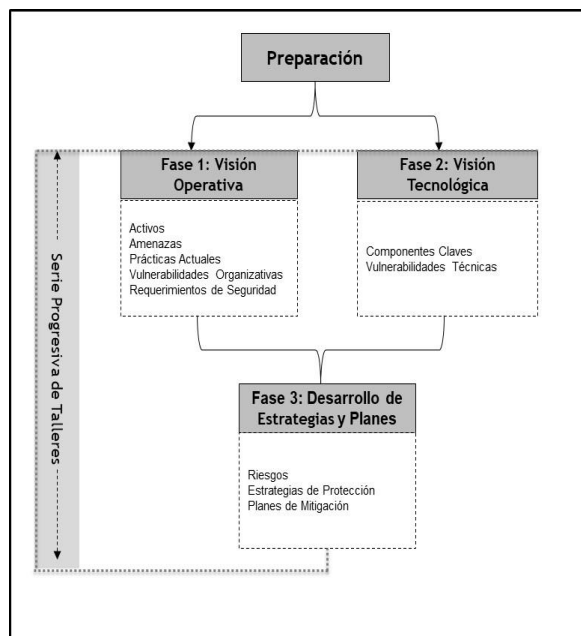 Preparación
Fase 1: Visión
Operativa
Activos
Amenazas
Prácticas Actuales
Vulnerabilidades Organizativas
Requerimientos de Seguridad
Fase 2: Visión
Tecnológica
Componentes Claves
Vulnerabilidades Técnicas
Serie Progresiva de Talleres
Fase 3: Desarrollo de
Estrategias y Planes
Riesgos
Estrategias de Protección
Planes de Mitigación